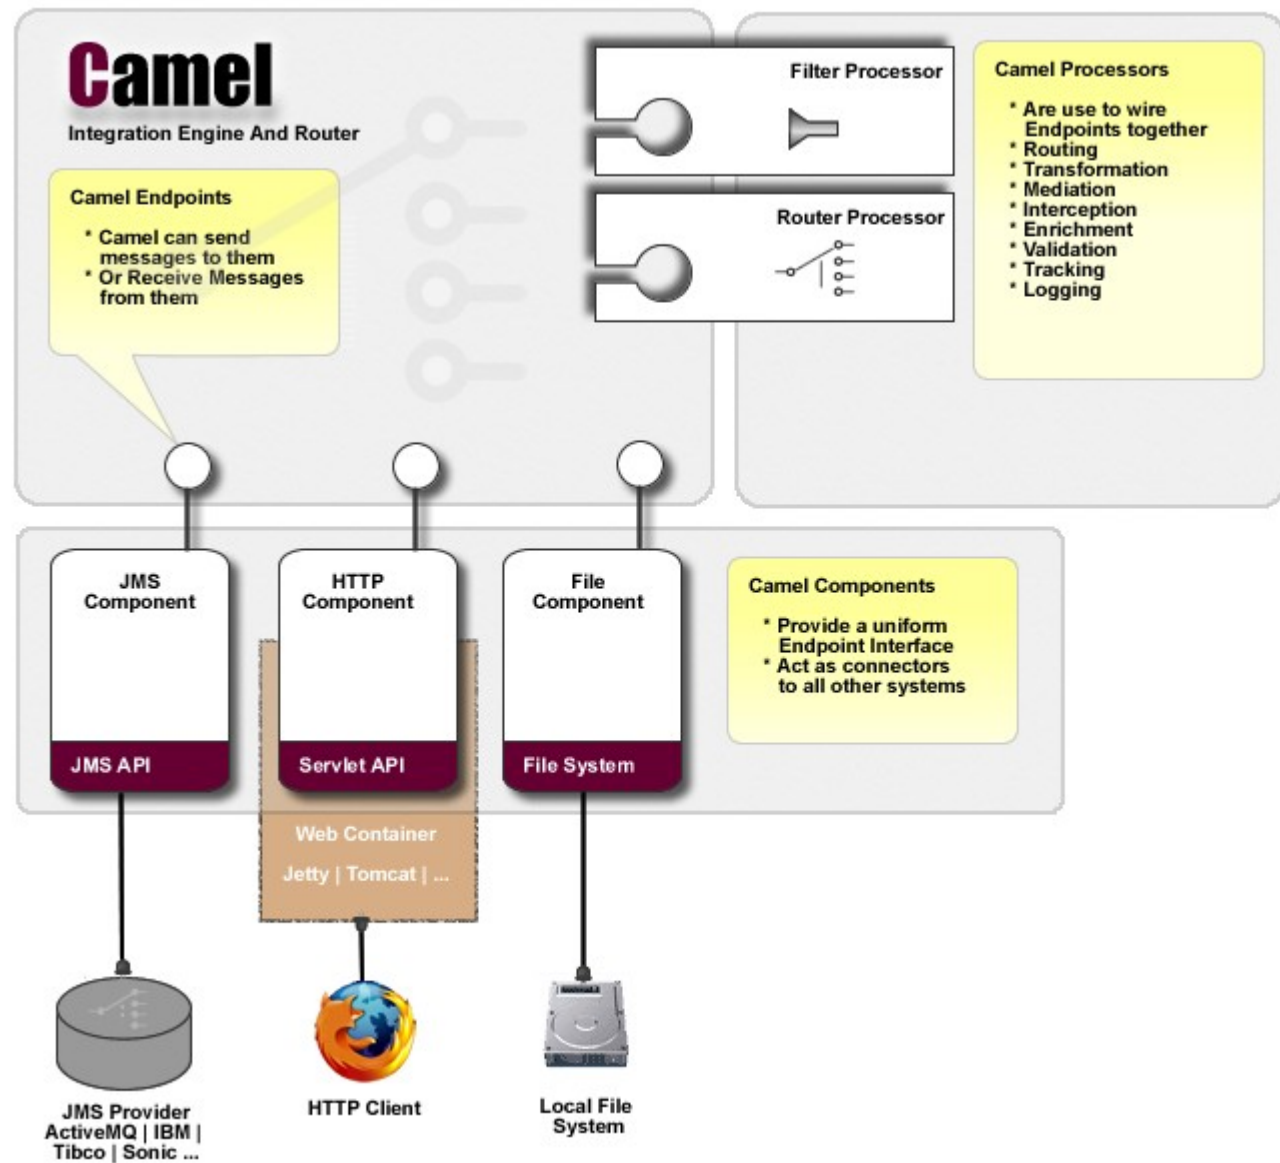 Camel
Integration Engine And Router
Camel Endpoints
* Camel can send
messages to them
* Or Receive Messages
from them
Filter Processor
Router Processor
Camel Processors
* Are use to wire
Endpoints together
* Routing
* Transformation
* Mediation
* Interception
* Enrichment
* Validation
* Tracking
* Logging
JMS
Component
JMS API
HTTP
Component
Servlet API
File
Component
File System
Camel Components
* Provide a uniform
Endpoint Interface
* Act as connectors
to all other systems
Web Container
Jetty | Tomcat | ...
JMS Provider
ActiveMQ | IBM |
Tibco | Sonic ...
HTTP Client
Local File
System